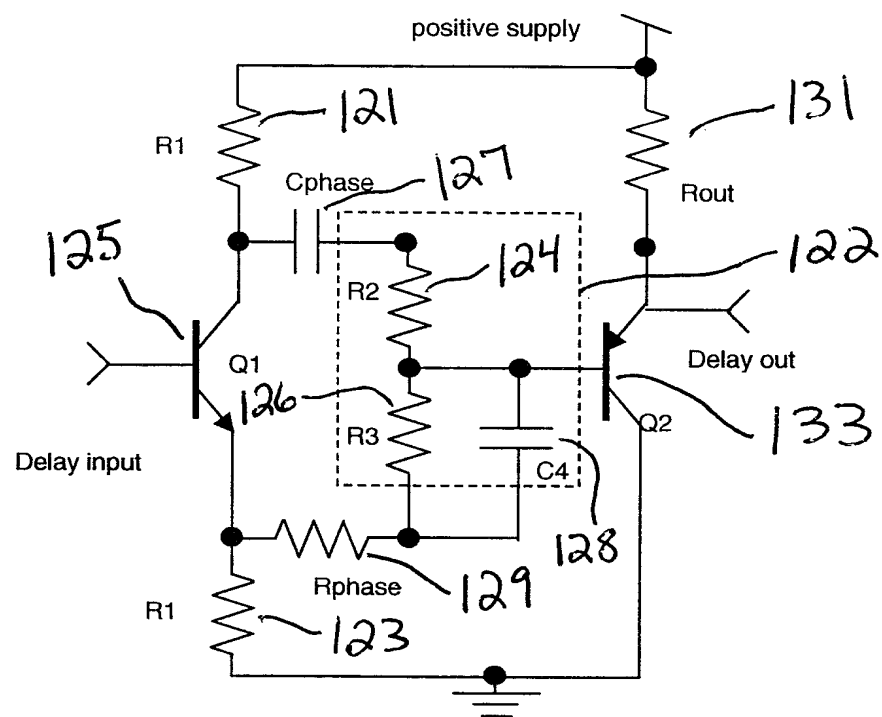 positive supply
121
131
R1
Cphase
127
Rout
125
R2
124
122
Q1
126
Delay out
R3
133
Q2
Delay input
C4
128
Rphase
129
R1
123